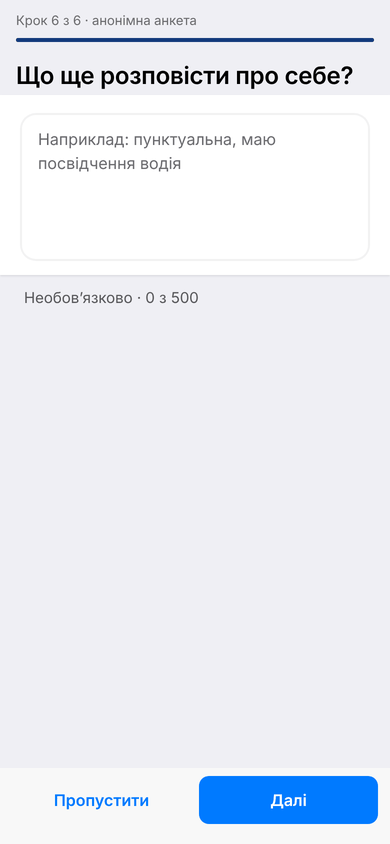 Крок 6 з 6 · анонімна анкета
Що ще розповісти про себе?
Наприклад: пунктуальна, маю
посвідчення водія
Необов’язково · 0 з 500
Пропустити
Далі